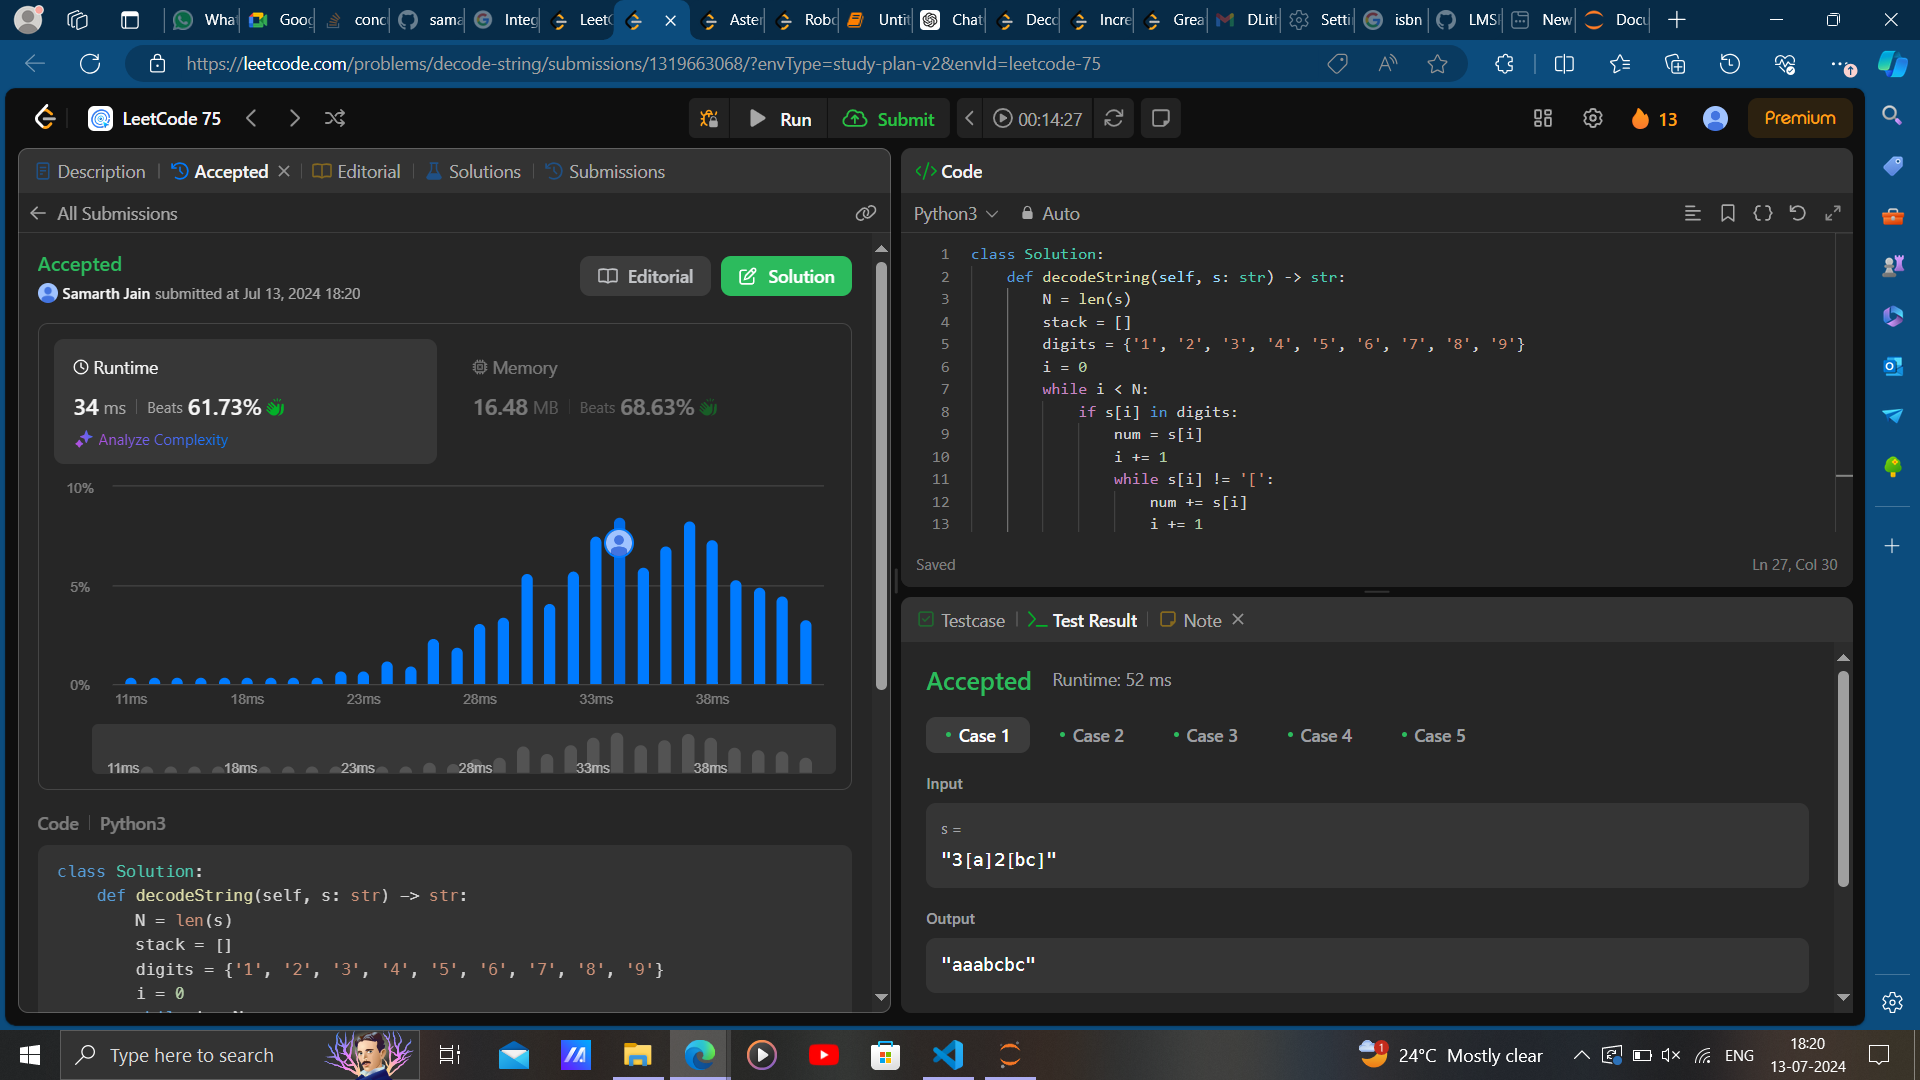 What
Goog
conc
sama
Integ
LeetC
Aster
Robo
Untit
Chat
Deco
Incre
Grea
DLith
Setti
isbn
LMSI
New
Docu
https://leetcode.com/problems/decode-string/submissions/1319663068/?envType=study-plan-v2&envId=leetcode-75
LeetCode 75
Run
Submit
00:14:27
13
Premium
Description
Accepted
Editorial
Solutions
Submissions
All Submissions
Accepted
Samarth Jain submitted at Jul 13, 2024 18:20
Editorial
Solution
Runtime
34 ms
Beats 61.73%
Analyze Complexity
Memory
16.48 MB
Beats 68.63%
10%
5%
0%
11ms 18ms 23ms 28ms 33ms 38ms
11ms 18ms 23ms 28ms 33ms 38ms
Code
Python3
class Solution:
def decodeString(self, s: str) -> str:
N = len(s)
stack = []
digits = {'1', '2', '3', '4', '5', '6', '7', '8', '9'}
i = 0
Code
Python3
Auto
1 class Solution:
2 def decodeString(self, s: str) -> str:
3 N = len(s)
4 stack = []
5 digits = {'1', '2', '3', '4', '5', '6', '7', '8', '9'}
6 i = 0
7 while i < N:
8 if s[i] in digits:
9 num = s[i]
10 i += 1
11 while s[i] != '[':
12 num += s[i]
13 i += 1
Saved
Ln 27, Col 30
Testcase
Test Result
Note
Accepted
Runtime: 52 ms
Case 1
Case 2
Case 3
Case 4
Case 5
Input
s =
"3[a]2[bc]"
Output
"aaabcbc"
Type here to search
1
24°C Mostly clear
ENG
18:20
13-07-2024